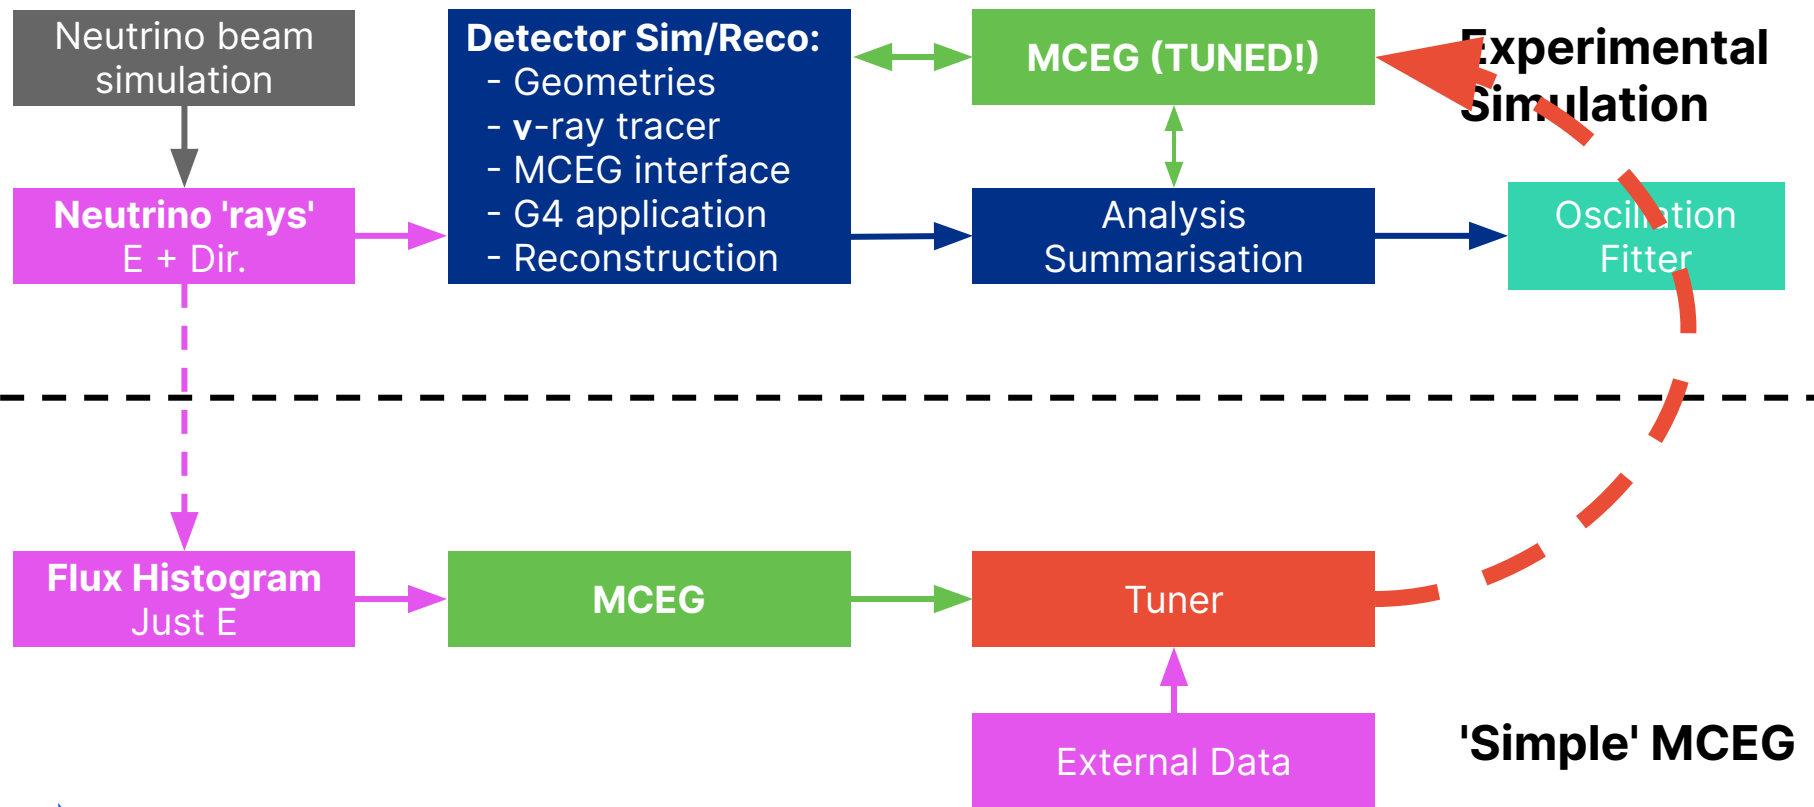 Neutrino beam
simulation
Detector Sim/Reco:
- Geometries
- ν-ray tracer
- MCEG interface
- G4 application
- Reconstruction
MCEG (TUNED!)
Experimental
Simulation
Neutrino 'rays'
E + Dir.
Analysis
Summarisation
Oscillation
Fitter
Flux Histogram
Just E
MCEG
Tuner
External Data
'Simple' MCEG